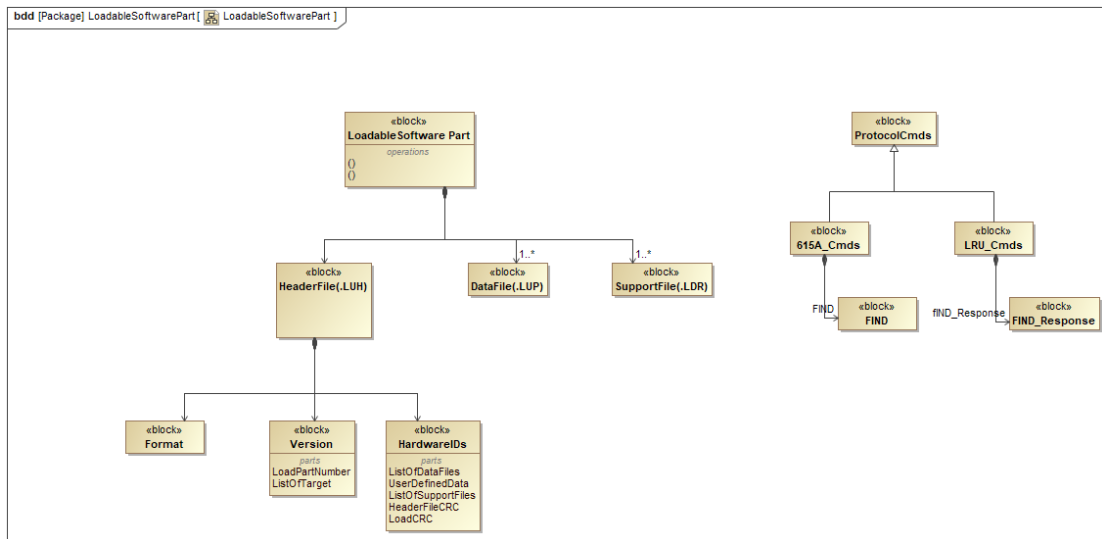 bdd [Package] LoadableSoftwarePart[ LoadableSoftwarePart ]
«block»
LoadableSoftware Part
operations
()
()
«block»
ProtocolCmds
«block»
615A_Cmds
«block»
LRU_Cmds
«block»
HeaderFile(.LUH)
1..*
«block»
DataFile(.LUP)
1..*
«block»
SupportFile(.LDR)
FIND
«block»
FIND
fIND_Response
«block»
FIND_Response
«block»
Format
«block»
Version
parts
LoadPartNumber
ListOfTarget
«block»
HardwareIDs
parts
ListOfDataFiles
UserDefinedData
ListOfSupportFiles
HeaderFileCRC
LoadCRC